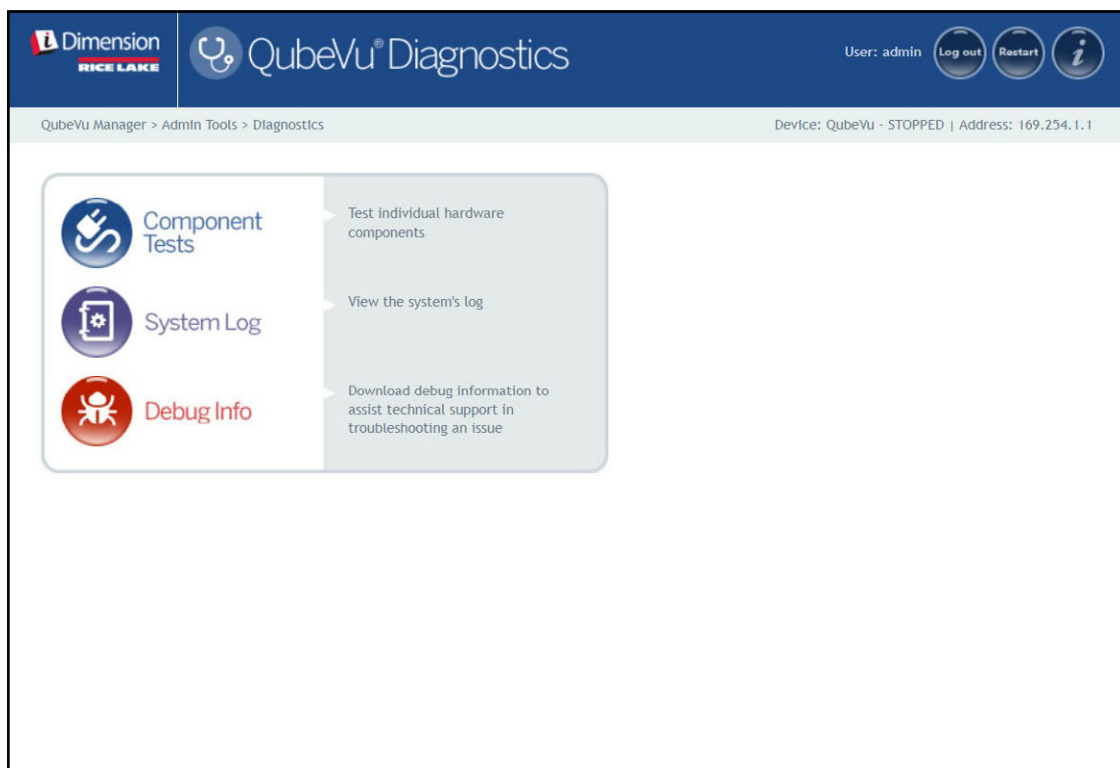 iDimension
RICE LAKE
QubeVu® Diagnostics
User: admin
Log out
Restart
i
QubeVu Manager > Admin Tools > Diagnostics
Device: QubeVu - STOPPED | Address: 169.254.1.1
Component
Tests
Test individual hardware
components
System Log
View the system's log
Debug Info
Download debug information to
assist technical support in
troubleshooting an issue